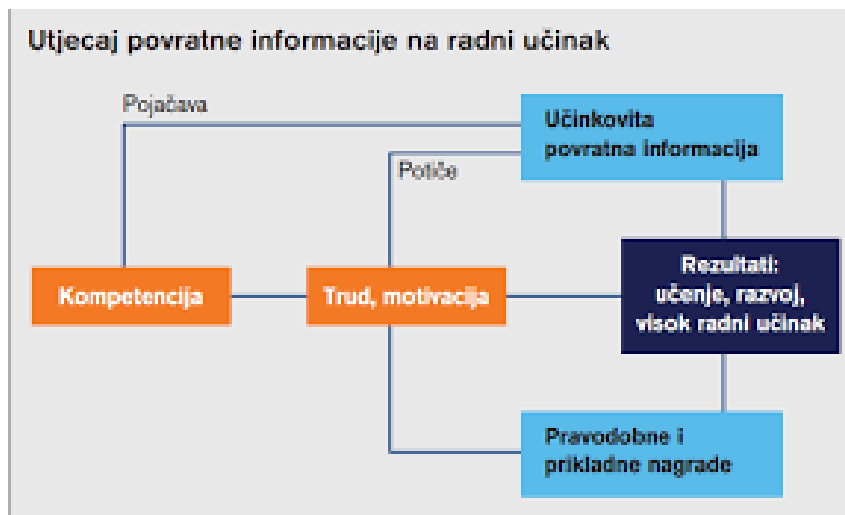 Utjecaj povratne informacije na radni učinak
Pojačava
Učinkovita
povratna informacija
Potiče
Kompetencija
Trud, motivacija
Rezultati:
učenje, razvoj,
visok radni učinak
Pravodobne i
prikladne nagrade